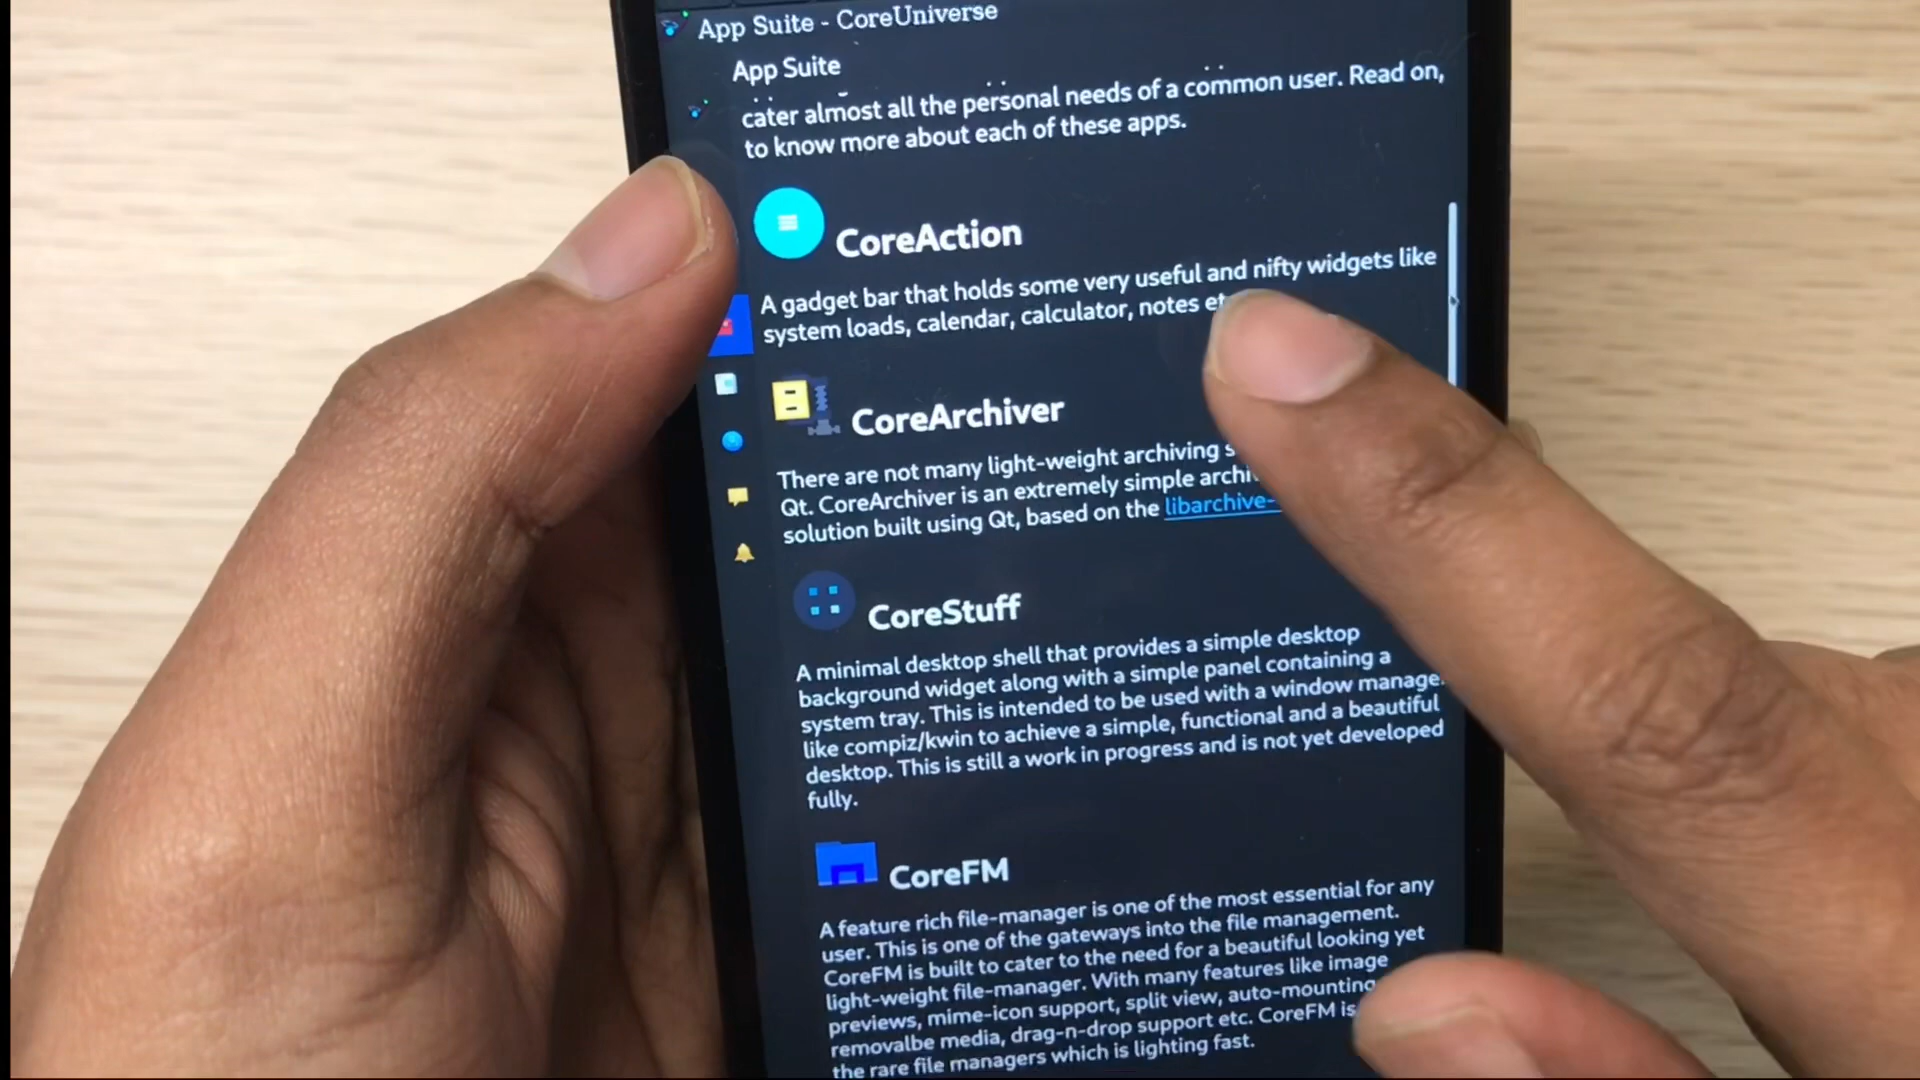 App Suite - CoreUniverse
App Suite
cater almost all the personal needs of a common user. Read on,
to know more about each of these apps.
CoreAction
A gadget bar that holds some very useful and nifty widgets like
system loads, calendar, calculator, notes
CoreArchiver
There are not many light-weight archiving
Qt. CoreArchiver is an extremely simple
solution built using Qt, based on the libarchive-
CoreStuff
A minimal desktop shell that provides a simple desktop
background widget along with a simple panel containing a
system tray. This is intended to be used with a window manage
like compiz/kwin to achieve a simple, functional and a beautiful
desktop. This is still a work in progress and is not yet developed
fully.
CoreFM
A feature rich file-manager is one of the most essential for any
user. This is one of the gateways into the file management.
CoreFM is built to cater to the need for a beautiful looking yet
light-weight file-manager. With many features like image
previews, mime-icon support, split view, auto-mounting
removalbe media, drag-n-drop support etc. CoreFM is
the rare file managers which is lighting fast.